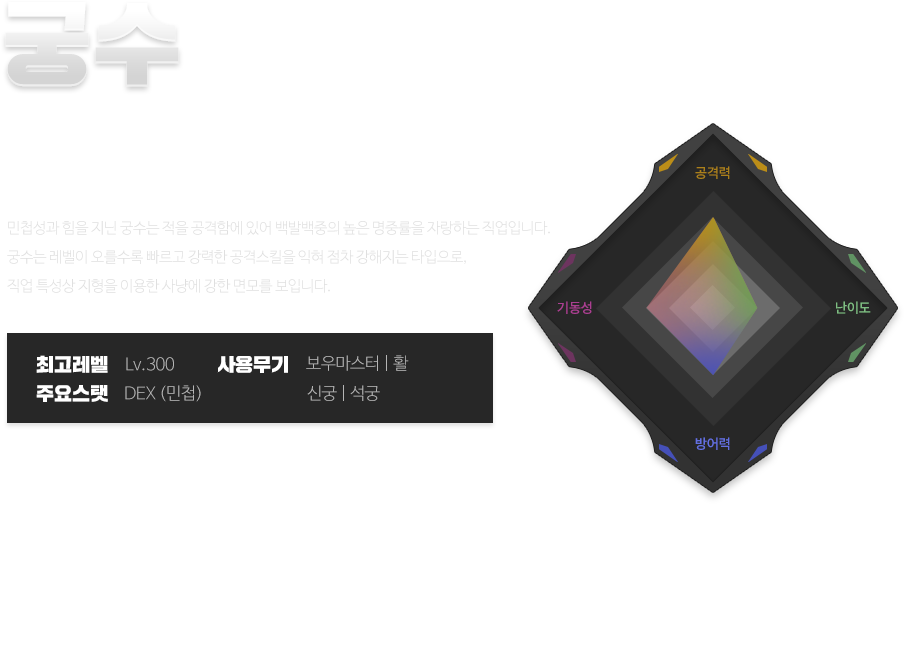 궁수
민첩성과 힘을 지닌 궁수는 적을 공격함에 있어 백발백중의 높은 명중률을 자랑하는 직업입니다.
궁수는 레벨이 오를수록 빠르고 강력한 공격스킬을 익혀 점차 강해지는 타입으로,
직업 특성상 지형을 이용한 사냥에 강한 면모를 보입니다.
최고레벨 Lv.300 사용무기 보우마스터 | 활
주요스탯 DEX (민첩) 신궁 | 석궁
공격력
기동성
난이도
방어력